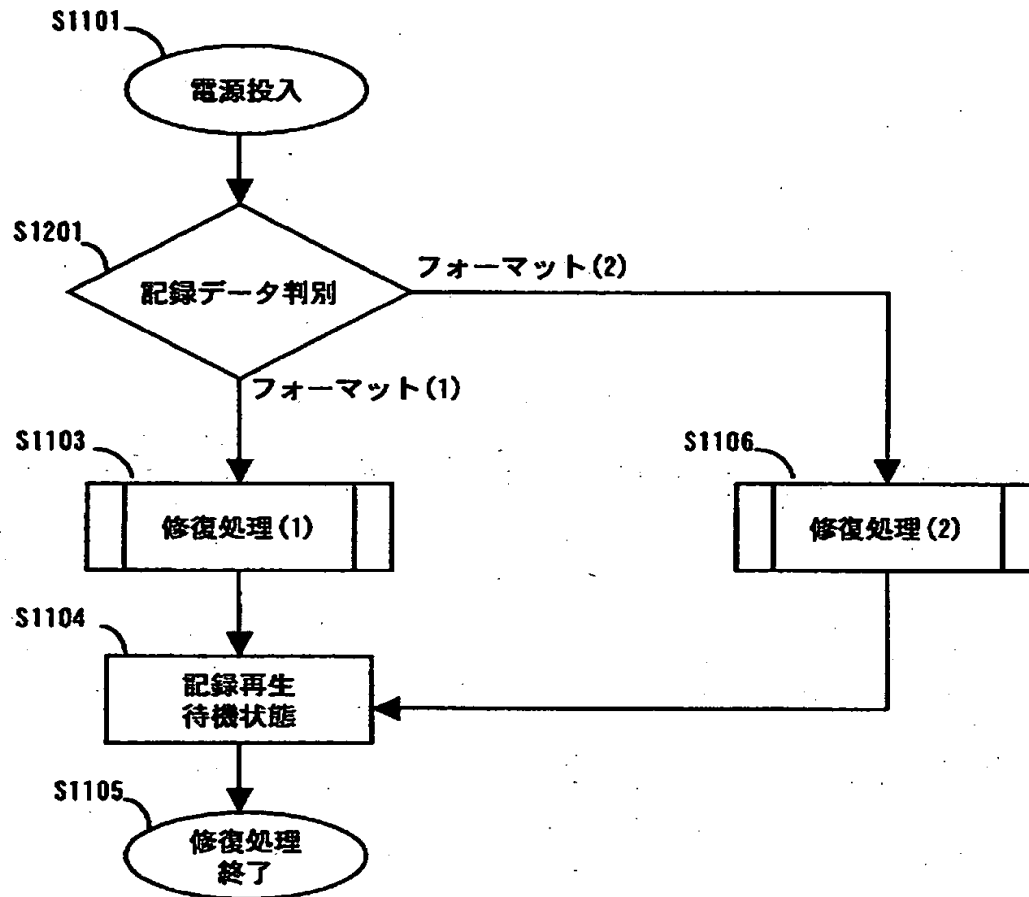 S1101
電源投入
S1201
記録データ判別
フォーマット(2)
フォーマット(1)
S1103
修復処理(1)
S1106
修復処理(2)
S1104
記録再生
待機状態
S1105
修復処理
終了